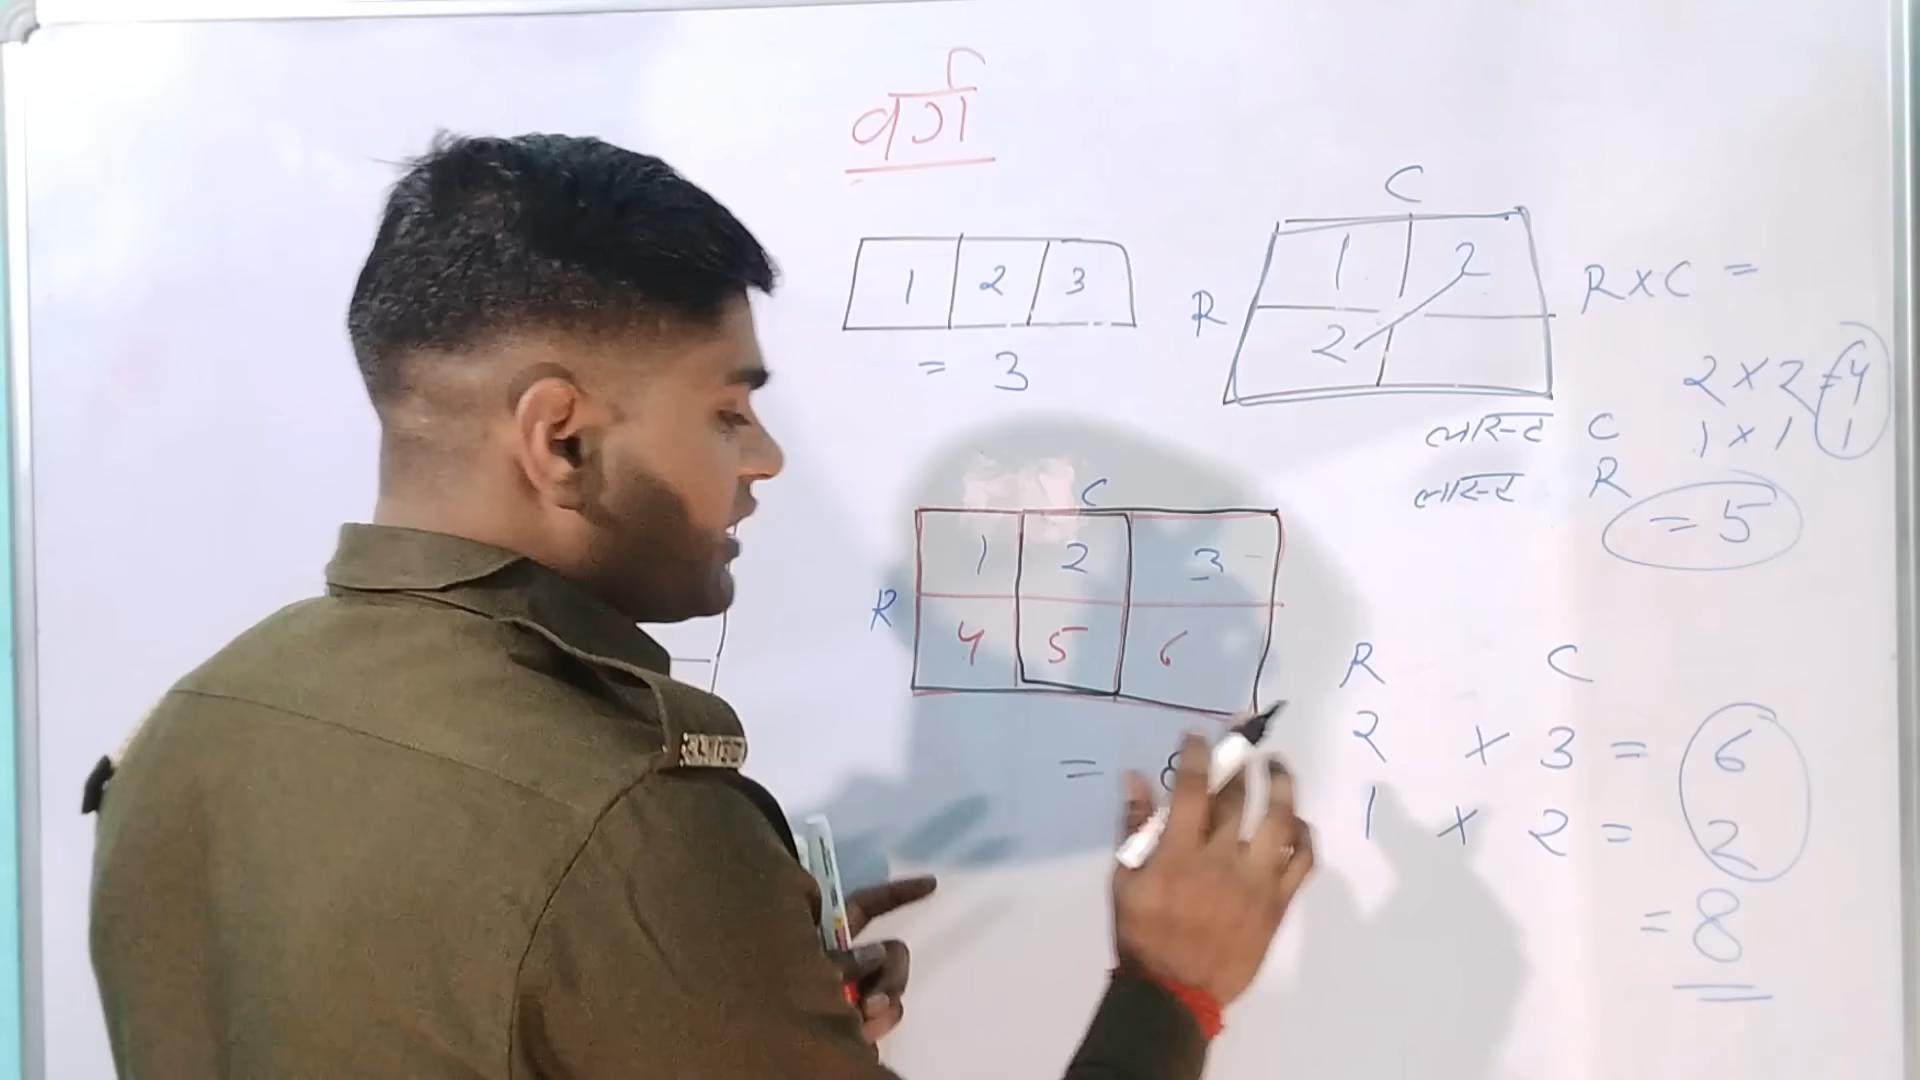 वर्ग
1 2 3
= 3
C
R
1 2
2
R x C =
2 x 2 = 4
लास्ट C 1 x 1 1
लास्ट R
= 5
C
R
1 2 3
4 5 6
= 8
R C
2 x 3 = 6
1 x 2 = 2
= 8